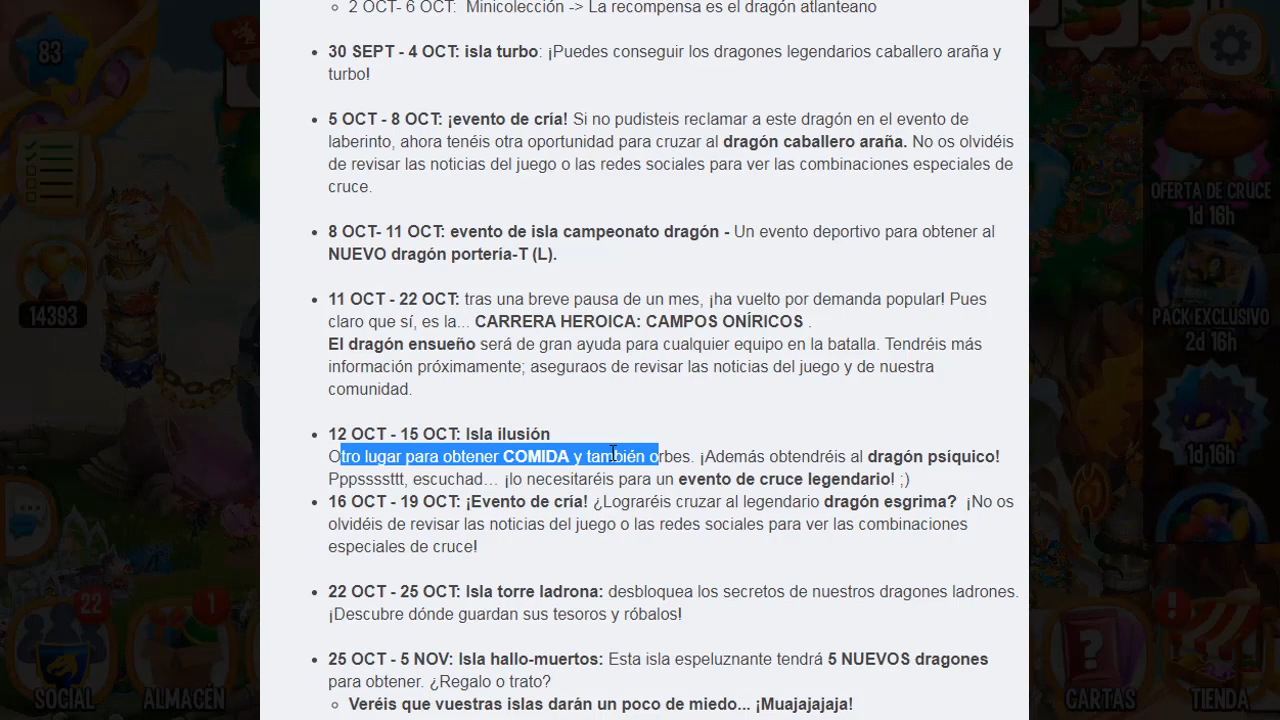 2 OCT- 6 OCT: Minicolección -> La recompensa es el dragón atlanteano
83
30 SEPT - 4 OCT: isla turbo: ¡Puedes conseguir los dragones legendarios caballero araña y
turbo!
5 OCT - 8 OCT: ¡evento de cría! Si no pudisteis reclamar a este dragón en el evento de
laberinto, ahora tenéis otra oportunidad para cruzar al dragón caballero araña. No os olvidéis
de revisar las noticias del juego o las redes sociales para ver las combinaciones especiales de
cruce.
OFERTA DE CRUCE
1d 16h
8 OCT- 11 OCT: evento de isla campeonato dragón - Un evento deportivo para obtener al
NUEVO dragón portería-T (L).
14393
11 OCT - 22 OCT: tras una breve pausa de un mes, ¡ha vuelto por demanda popular! Pues
claro que sí, es la... CARRERA HEROICA: CAMPOS ONÍRICOS .
El dragón ensueño será de gran ayuda para cualquier equipo en la batalla. Tendréis más
información próximamente; aseguraos de revisar las noticias del juego y de nuestra
comunidad.
PACK EXCLUSIVO
2d 16h
12 OCT - 15 OCT: Isla ilusión
Otro lugar para obtener COMIDA y también orbes. ¡Además obtendréis al dragón psíquico!
Pppssssttt, escuchad... ¡lo necesitaréis para un evento de cruce legendario! ;)
16 OCT - 19 OCT: ¡Evento de cría! ¿Lograréis cruzar al legendario dragón esgrima? ¡No os
olvidéis de revisar las noticias del juego o las redes sociales para ver las combinaciones
especiales de cruce!
22 OCT - 25 OCT: Isla torre ladrona: desbloquea los secretos de nuestros dragones ladrones.
¡Descubre dónde guardan sus tesoros y róbalos!
25 OCT - 5 NOV: Isla hallo-muertos: Esta isla espeluznante tendrá 5 NUEVOS dragones
para obtener. ¿Regalo o trato?
Veréis que vuestras islas darán un poco de miedo... ¡Muajajajaja!
22
1
SOCIAL
ALMACÉN
CARTAS
TIENDA